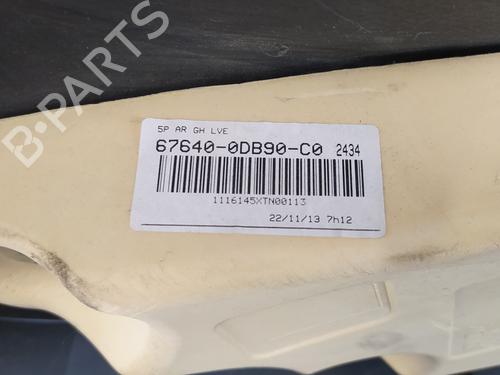 5P AR GH LVE
67640-0DB90-C0 2434
1116145XTN00113
22/11/13 7h12
B-PARTS